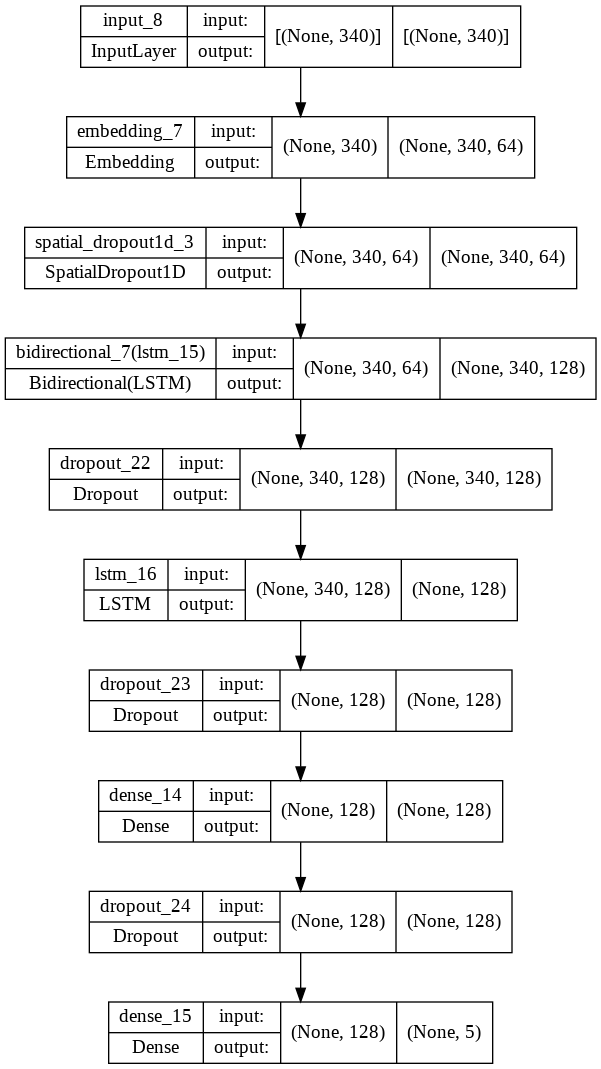 input_8 input: [(None, 340)] [(None, 340)]
InputLayer output:
embedding_7 input: (None, 340) (None, 340, 64)
Embedding output:
spatial_dropout1d_3 input: (None, 340, 64) (None, 340, 64)
SpatialDropout1D output:
bidirectional_7(lstm_15) input: (None, 340, 64) (None, 340, 128)
Bidirectional(LSTM) output:
dropout_22 input: (None, 340, 128) (None, 340, 128)
Dropout output:
lstm_16 input: (None, 340, 128) (None, 128)
LSTM output:
dropout_23 input: (None, 128) (None, 128)
Dropout output:
dense_14 input: (None, 128) (None, 128)
Dense output:
dropout_24 input: (None, 128) (None, 128)
Dropout output:
dense_15 input: (None, 128) (None, 5)
Dense output: